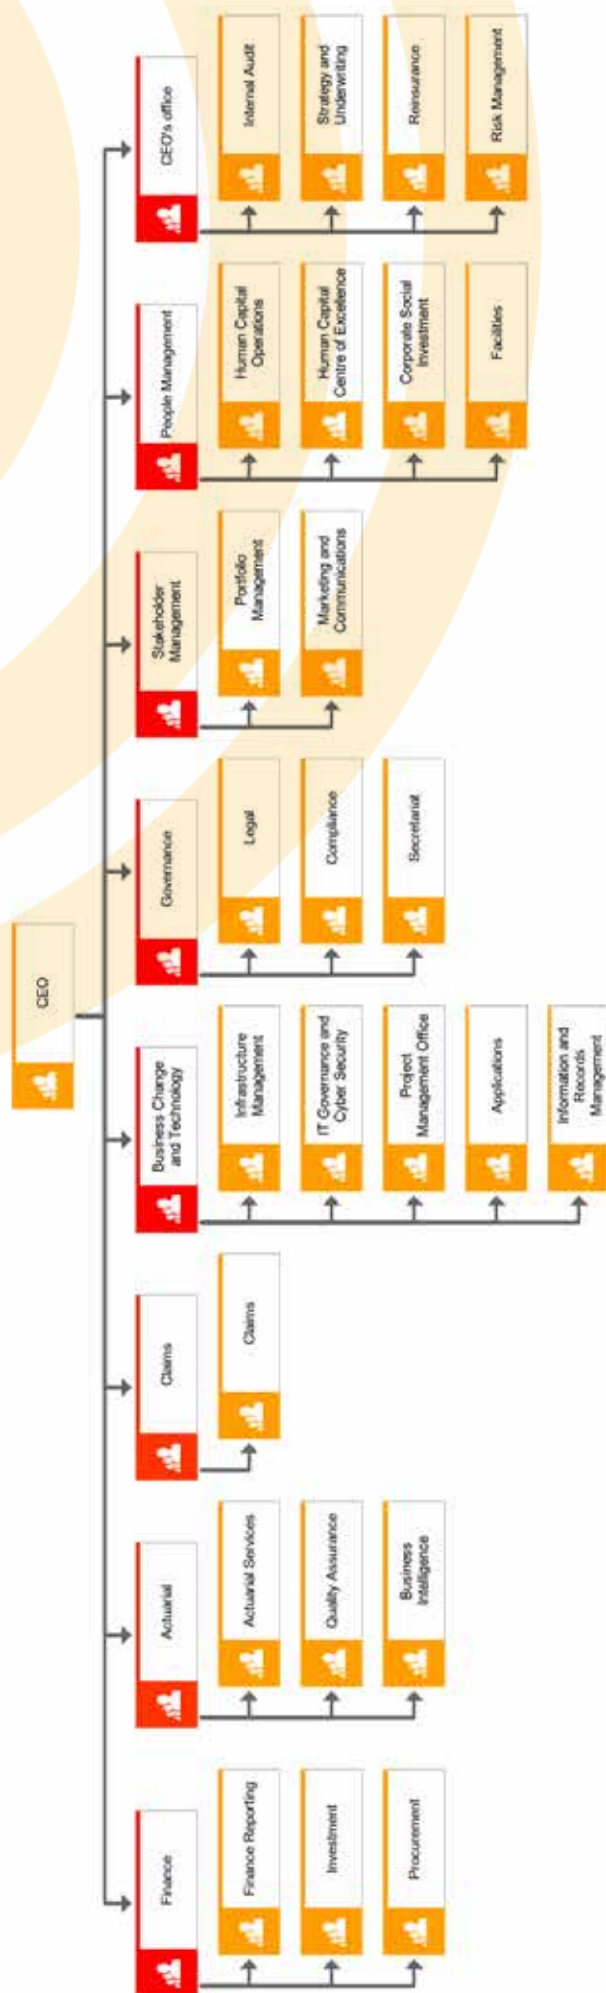 CEO
Finance
Finance Reporting
Investment
Procurement
Actuarial
Actuarial Services
Quality Assurance
Business
Intelligence
Claims
Claims
Business Change
and Technology
Infrastructure
Management
IT Governance and
Cyber Security
Project
Management Office
Applications
Information and
Records
Management
Governance
Legal
Compliance
Secretariat
Stakeholder
Management
Portfolio
Management
Marketing and
Communications
People Management
Human Capital
Operations
Human Capital
Centre of Excellence
Corporate Social
Investment
Facilities
CEO's office
Internal Audit
Strategy and
Underwriting
Reinsurance
Risk Management